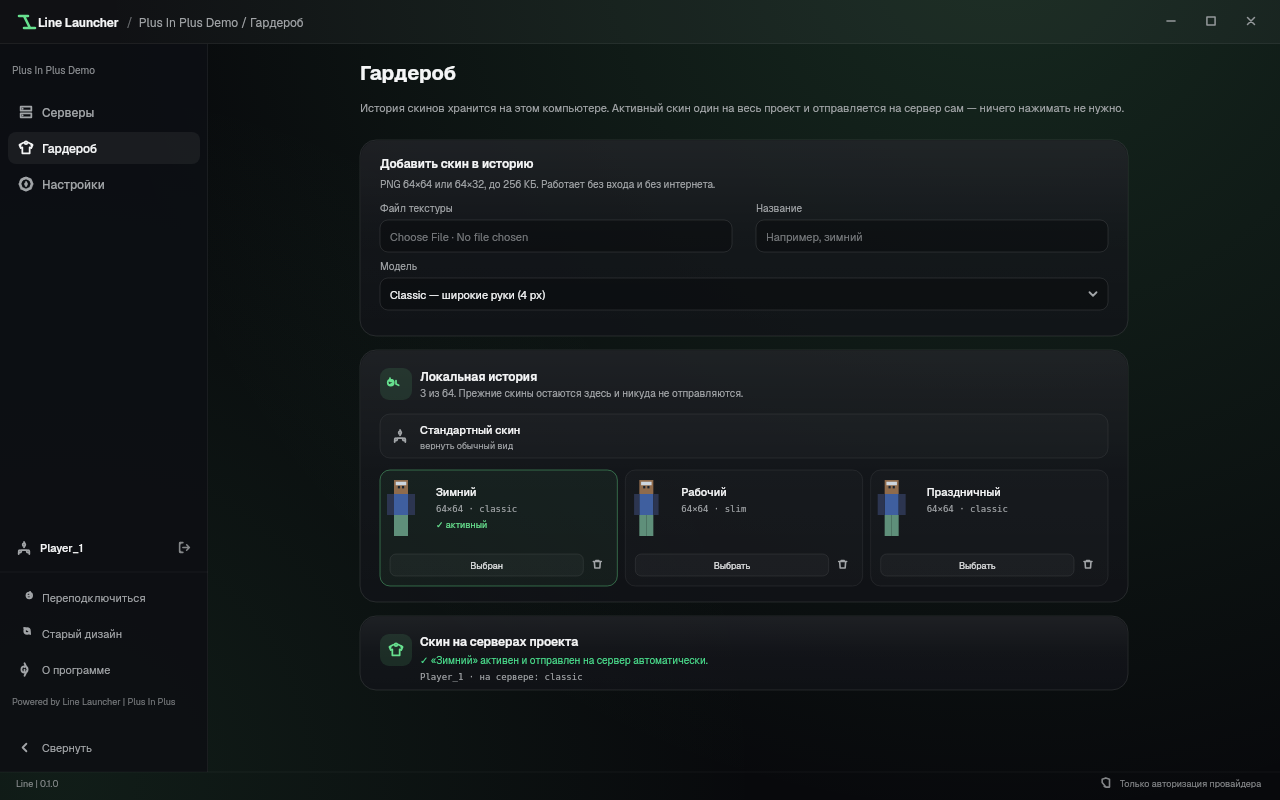 Line Launcher / Plus In Plus Demo / Гардероб
Plus In Plus Demo
Серверы
Гардероб
Настройки
Player_1
Переподключиться
Старый дизайн
О программе
Powered by Line Launcher | Plus In Plus
Свернуть
Гардероб
История скинов хранится на этом компьютере. Активный скин один на весь проект и отправляется на сервер сам — ничего нажимать не нужно.
Добавить скин в историю
PNG 64×64 или 64×32, до 256 КБ. Работает без входа и без интернета.
Файл текстуры
Choose File · No file chosen
Название
Например, зимний
Модель
Classic — широкие руки (4 px)
Локальная история
3 из 64. Прежние скины остаются здесь и никуда не отправляются.
Стандартный скин
вернуть обычный вид
Зимний
64×64 · classic
✓ активный
Выбран
Рабочий
64×64 · slim
Выбрать
Праздничный
64×64 · classic
Выбрать
Скин на серверах проекта
✓ «Зимний» активен и отправлен на сервер автоматически.
Player_1 · на сервере: classic
Line | 0.1.0
Только авторизация провайдера